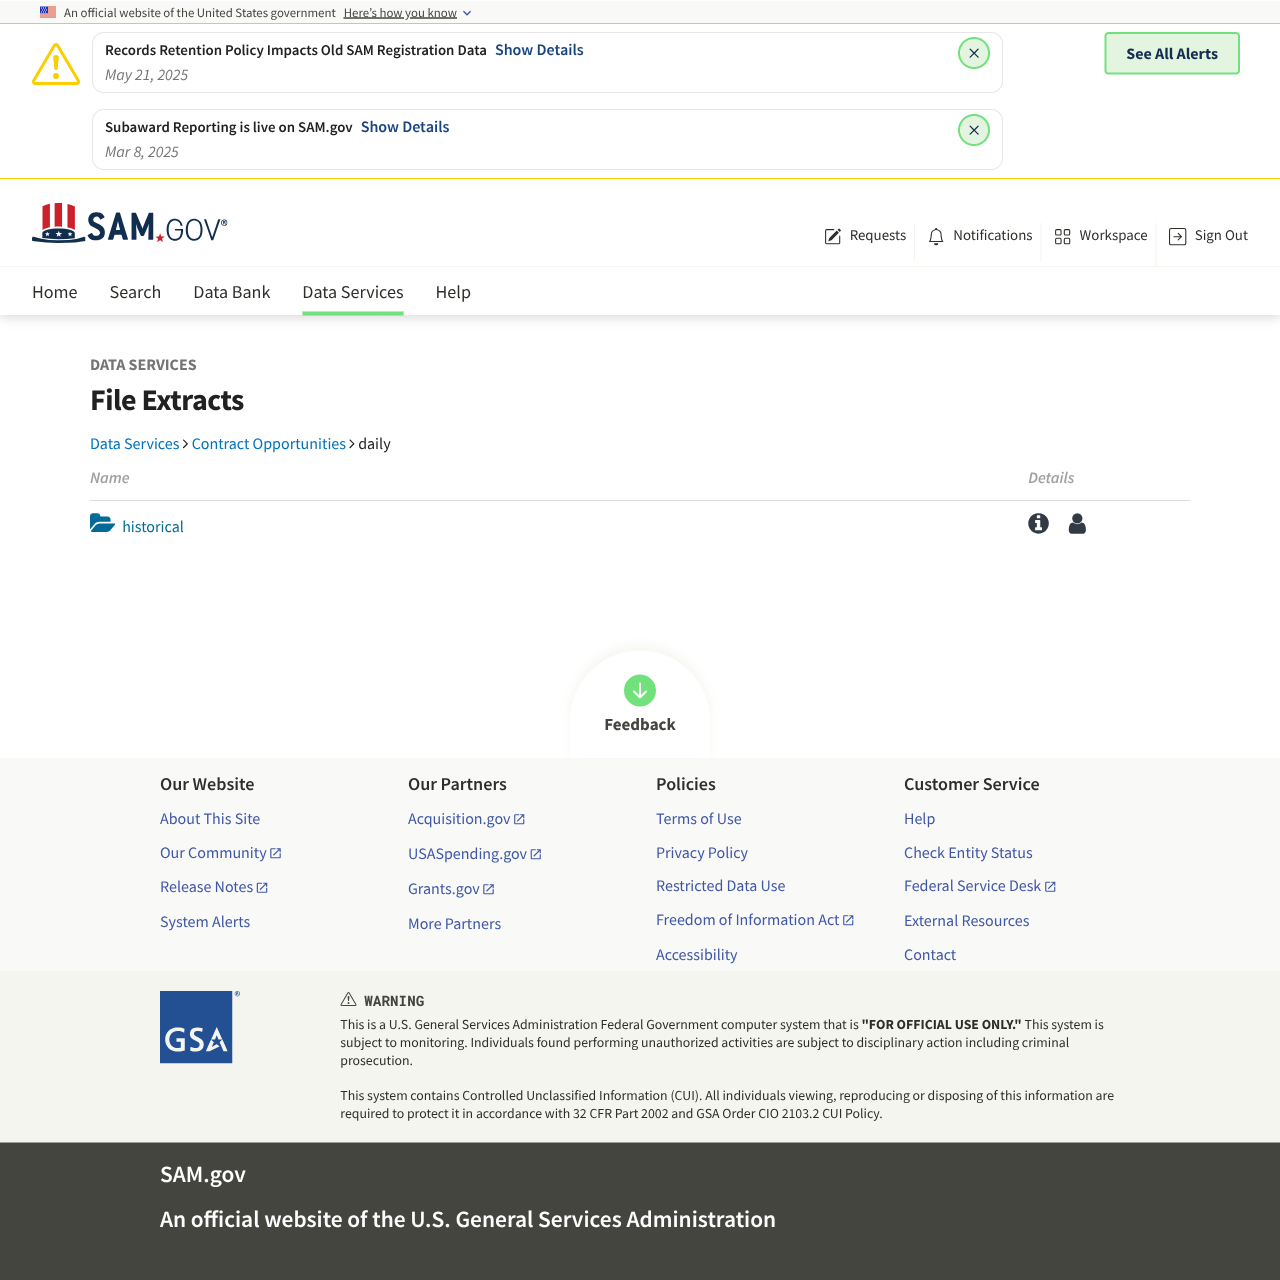 An official website of the United States government Here's how you know
Records Retention Policy Impacts Old SAM Registration Data Show Details
May 21, 2025
See All Alerts
Subaward Reporting is live on SAM.gov Show Details
Mar 8, 2025
SAM.GOV®
Requests Notifications Workspace Sign Out
Home Search Data Bank Data Services Help
DATA SERVICES
File Extracts
Data Services > Contract Opportunities > daily
Name Details
historical
Feedback
Our Website
About This Site
Our Community
Release Notes
System Alerts
Our Partners
Acquisition.gov
USASpending.gov
Grants.gov
More Partners
Policies
Terms of Use
Privacy Policy
Restricted Data Use
Freedom of Information Act
Accessibility
Customer Service
Help
Check Entity Status
Federal Service Desk
External Resources
Contact
GSA®
WARNING
This is a U.S. General Services Administration Federal Government computer system that is "FOR OFFICIAL USE ONLY." This system is
subject to monitoring. Individuals found performing unauthorized activities are subject to disciplinary action including criminal
prosecution.
This system contains Controlled Unclassified Information (CUI). All individuals viewing, reproducing or disposing of this information are
required to protect it in accordance with 32 CFR Part 2002 and GSA Order CIO 2103.2 CUI Policy.
SAM.gov
An official website of the U.S. General Services Administration